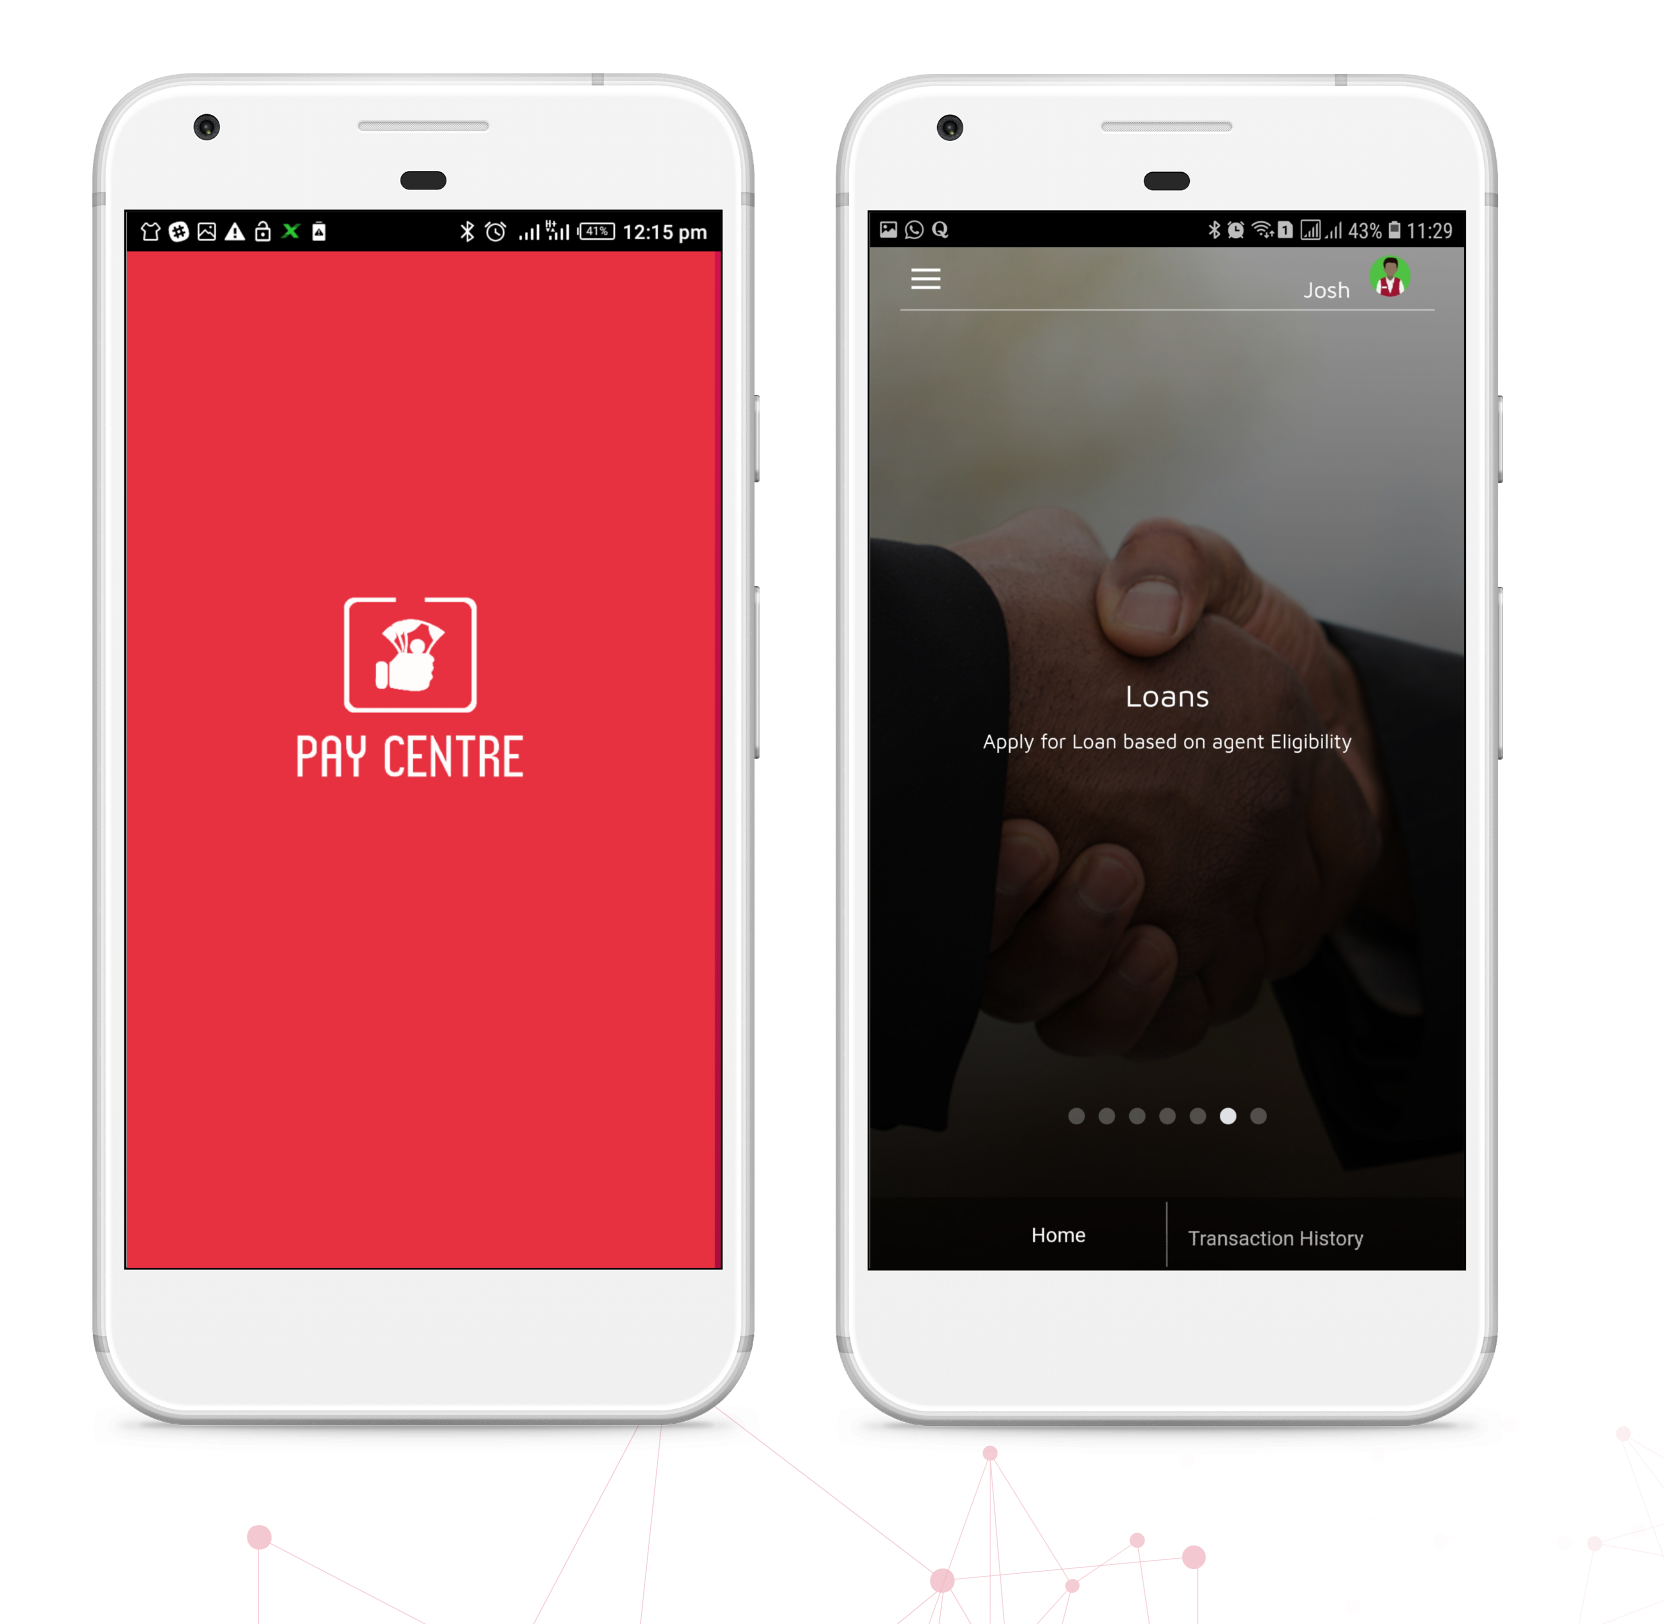 41% 12:15 pm
PAY CENTRE
Q 1 43% 11:29
Josh
Loans
Apply for Loan based on agent Eligibility
Home
Transaction History